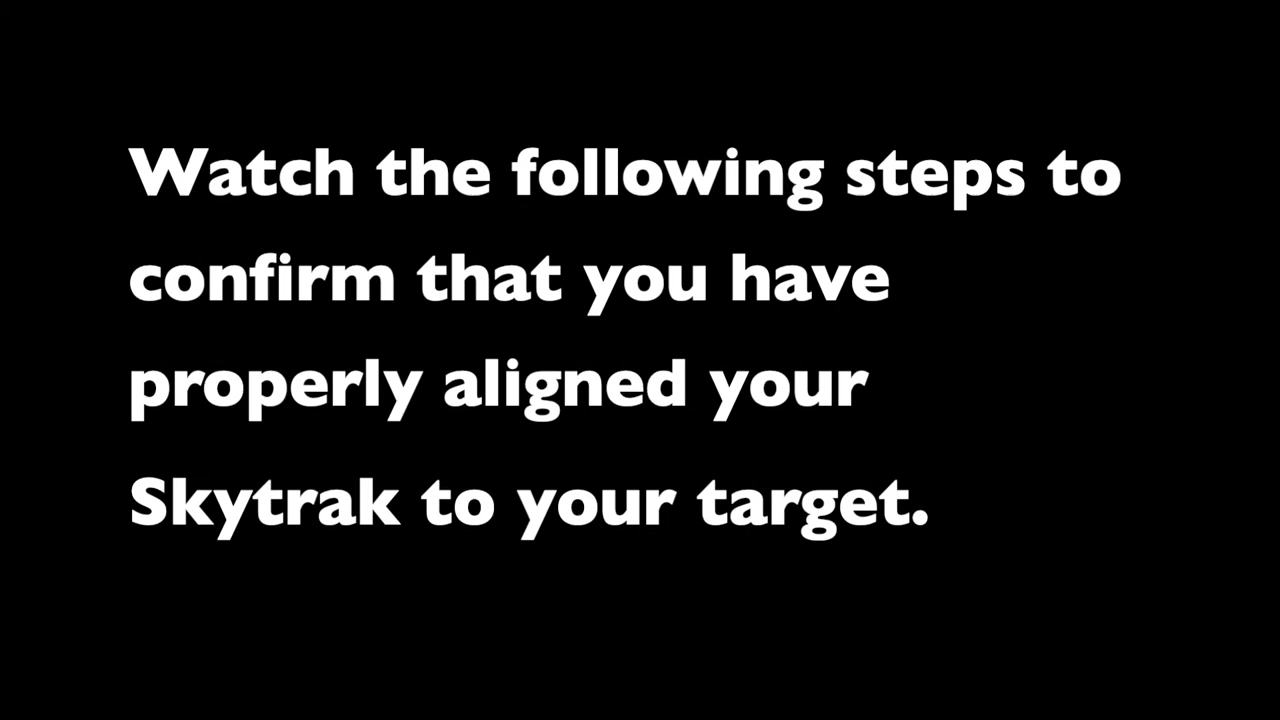 Watch the following steps to
confirm that you have
properly aligned your
Skytrak to your target.